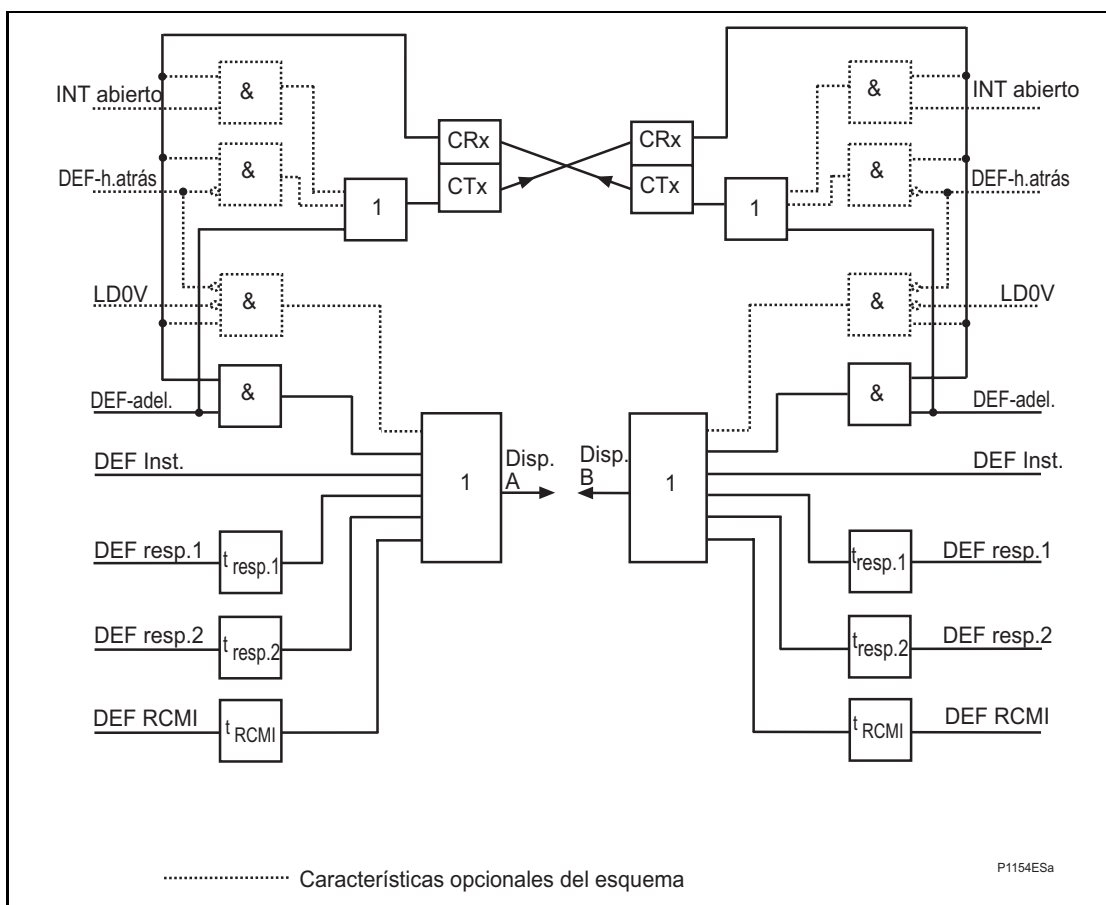 & &
INT abierto INT abierto
CRx CRx
DEF-h.atrás & CTx CTx & DEF-h.atrás
1 1
LD0V & & LD0V
DEF-adel. & & DEF-adel.
DEF Inst. Disp. A Disp. B DEF Inst.
1 1
DEF resp.1 t resp.1 t resp.1 DEF resp.1
DEF resp.2 t resp.2 t resp.2 DEF resp.2
DEF RCMI t RCMI t RCMI DEF RCMI
Características opcionales del esquema
P1154ESa